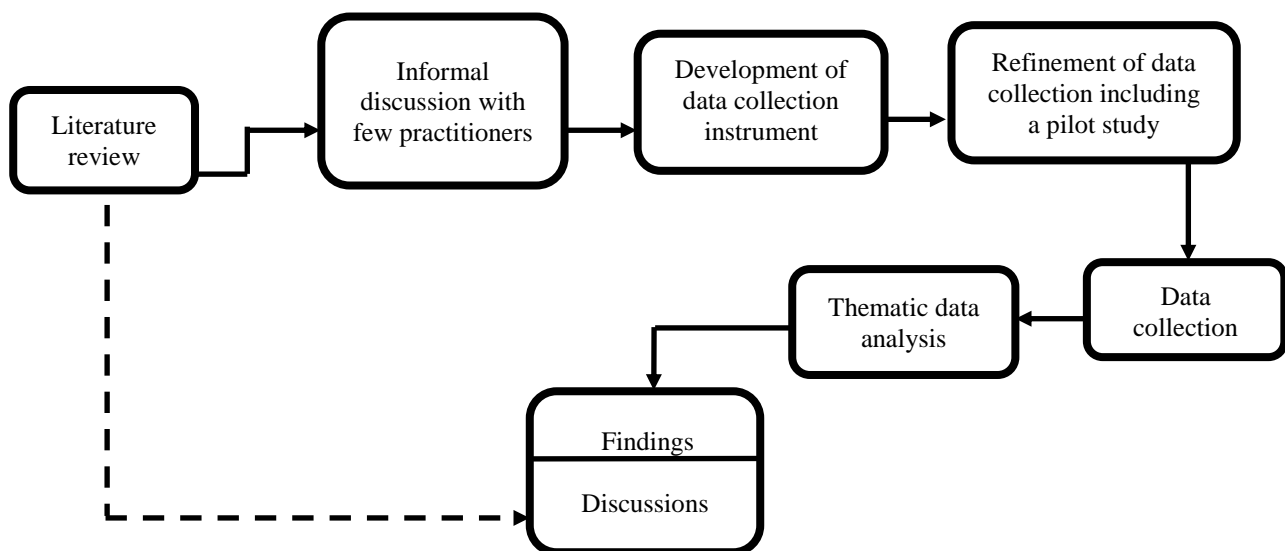 Literature
review
Informal
discussion with
few practitioners
Development of
data collection
instrument
Refinement of data
collection including
a pilot study
Data
collection
Thematic data
analysis
Findings
Discussions